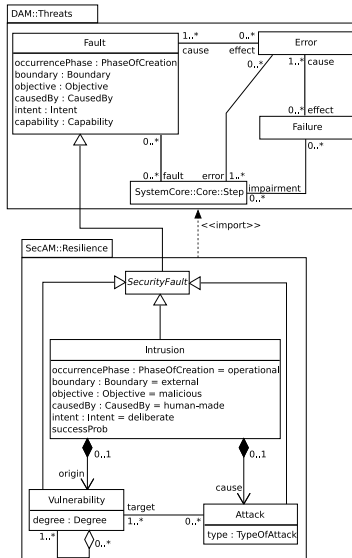 DAM::Threats
Fault
occurrencePhase : PhaseOfCreation
boundary : Boundary
objective : Objective
causedBy : CausedBy
intent : Intent
capability : Capability
1..*
cause
0..*
effect
Error
0..*
1..*
cause
0..*
effect
Failure
0..*
0..*
0..*
fault
error
1..*
impairment
0..*
SystemCore::Core::Step
<<import>>
SecAM::Resilience
SecurityFault
Intrusion
occurrencePhase : PhaseOfCreation = operational
boundary : Boundary = external
objective : Objective = malicious
causedBy : CausedBy = human-made
intent : Intent = deliberate
successProb
0..1
origin
0..1
cause
Vulnerability
degree : Degree
target
1..*
0..*
Attack
type : TypeOfAttack
1..*
0..*